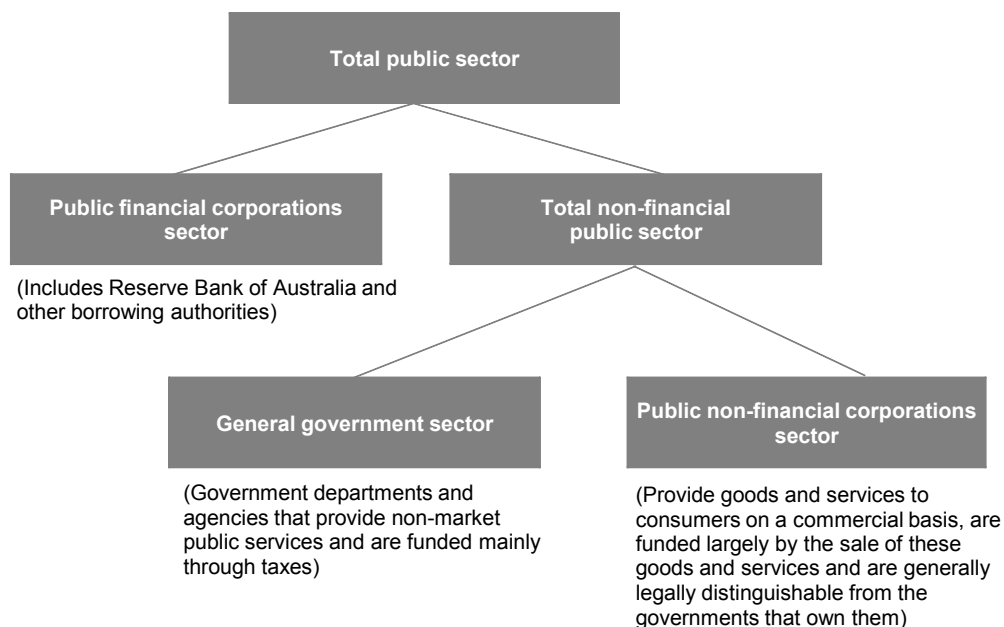 Total public sector
Public financial corporations
sector
Total non-financial
public sector
(Includes Reserve Bank of Australia and
other borrowing authorities)
General government sector
Public non-financial corporations
sector
(Government departments and
agencies that provide non-market
public services and are funded mainly
through taxes)
(Provide goods and services to
consumers on a commercial basis, are
funded largely by the sale of these
goods and services and are generally
legally distinguishable from the
governments that own them)